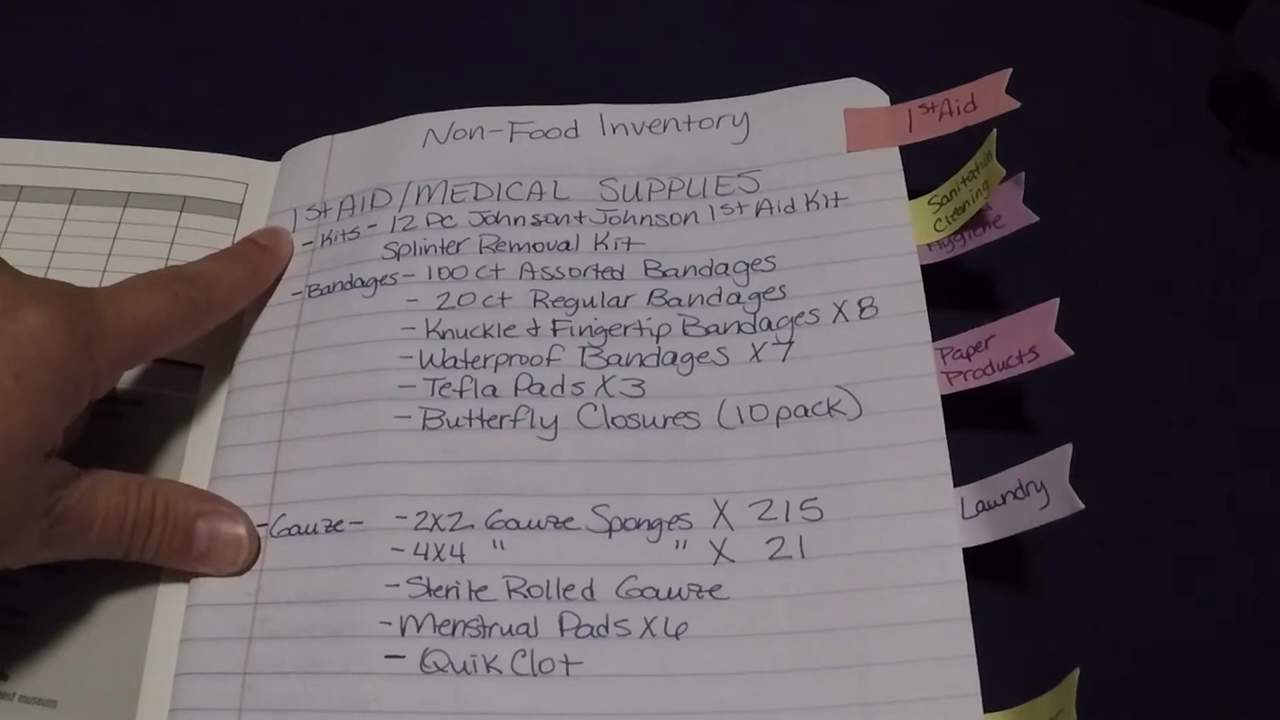 Non-Food Inventory
1st AID/MEDICAL SUPPLIES
- Kits - 12 Pc Johnson + Johnson 1st Aid Kit
Splinter Removal Kit
- Bandages - 100 ct Assorted Bandages
- 20 ct Regular Bandages
- Knuckle & Fingertip Bandages X 8
- Waterproof Bandages X 7
- Tefla Pads X 3
- Butterfly Closures (10 pack)
- Gauze - - 2X2 Gauze Sponges X 215
- 4X4 " " X 21
- Sterile Rolled Gauze
- Menstrual Pads X 6
- Quik Clot
1st Aid
Sanitation
Cleaning
Hygiene
Paper
Products
Laundry
museum